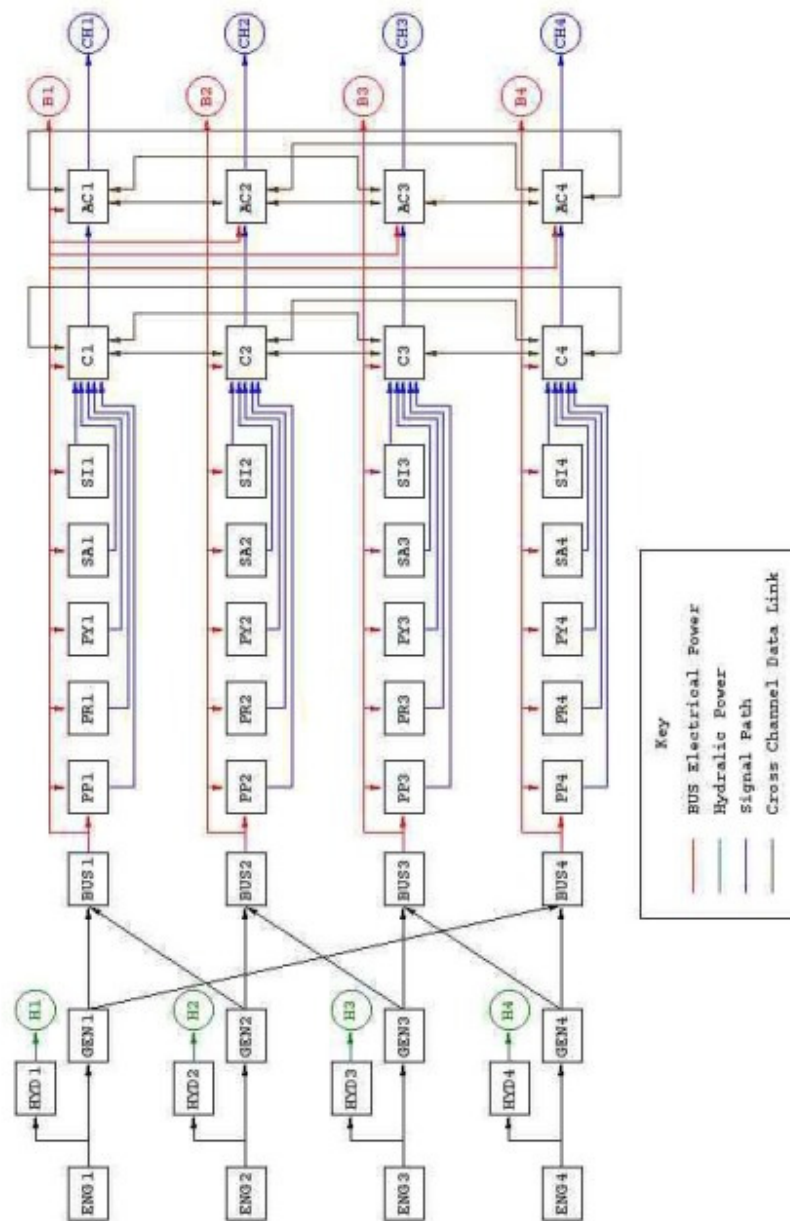 ENG1
HYD1
H1
GEN1
BUS1
PP1
PR1
PY1
SA1
SI1
C1
AC1
B1
CH1
ENG2
HYD2
H2
GEN2
BUS2
PP2
PR2
PY2
SA2
SI2
C2
AC2
B2
CH2
ENG3
HYD3
H3
GEN3
BUS3
PP3
PR3
PY3
SA3
SI3
C3
AC3
B3
CH3
ENG4
HYD4
H4
GEN4
BUS4
PP4
PR4
PY4
SA4
SI4
C4
AC4
B4
CH4
Key
BUS Electrical Power
Hydralic Power
Signal Path
Cross Channel Data Link